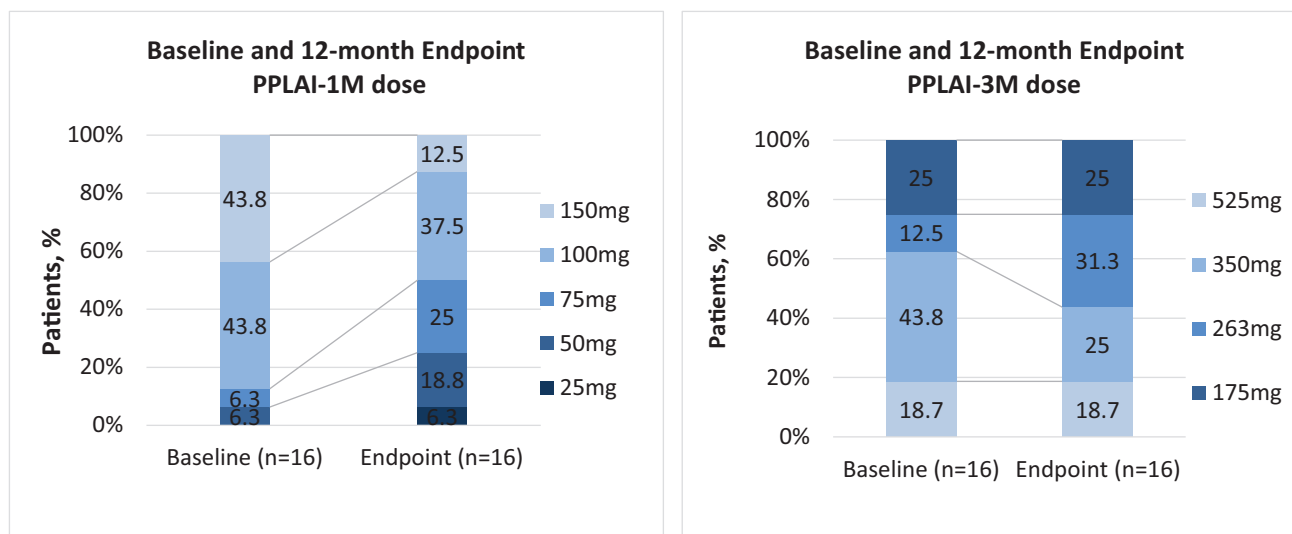 Baseline and 12-month Endpoint
PPLAI-1M dose
Patients, %
100%
80%
60%
40%
20%
0%
43.8
43.8
6.3
6.3
12.5
37.5
25
18.8
6.3
Baseline (n=16)
Endpoint (n=16)
150mg
100mg
75mg
50mg
25mg
Baseline and 12-month Endpoint
PPLAI-3M dose
Patients, %
100%
80%
60%
40%
20%
0%
25
12.5
43.8
18.7
25
31.3
25
18.7
Baseline (n=16)
Endpoint (n=16)
525mg
350mg
263mg
175mg